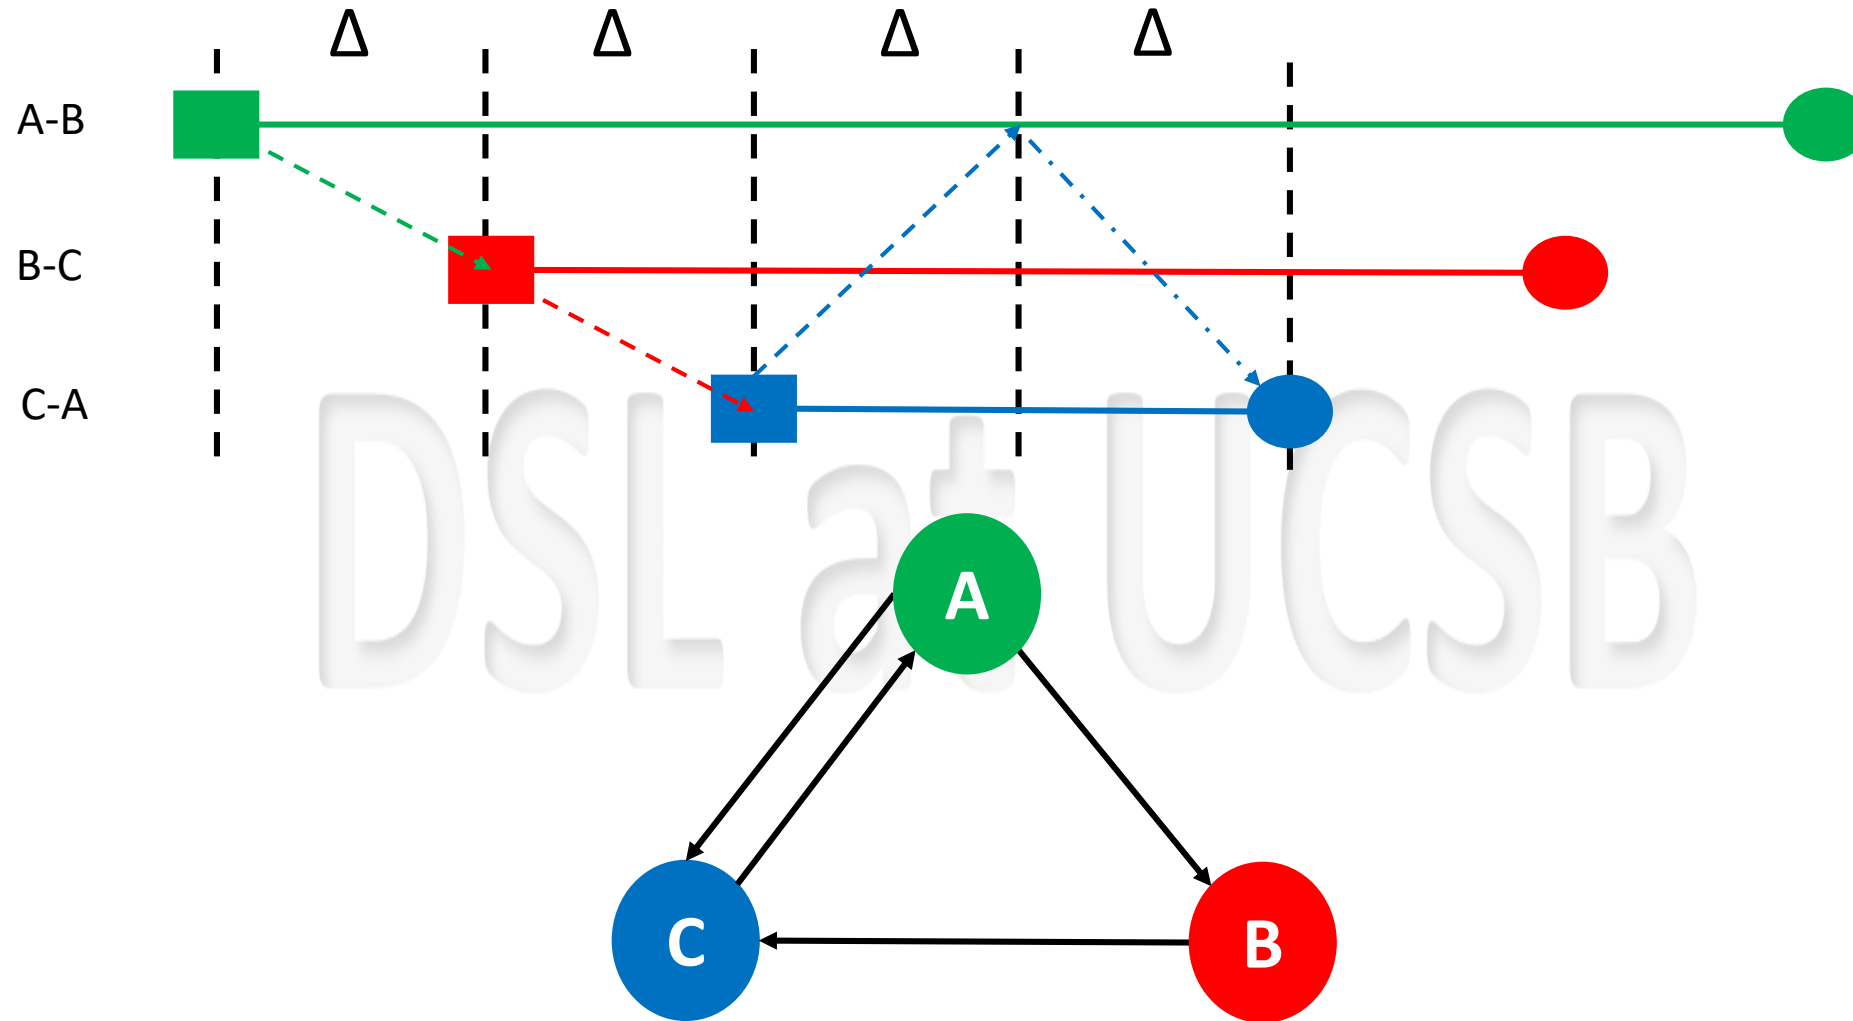 Δ Δ Δ Δ
A-B
B-C
C-A
DSL at UCSB
A
C
B